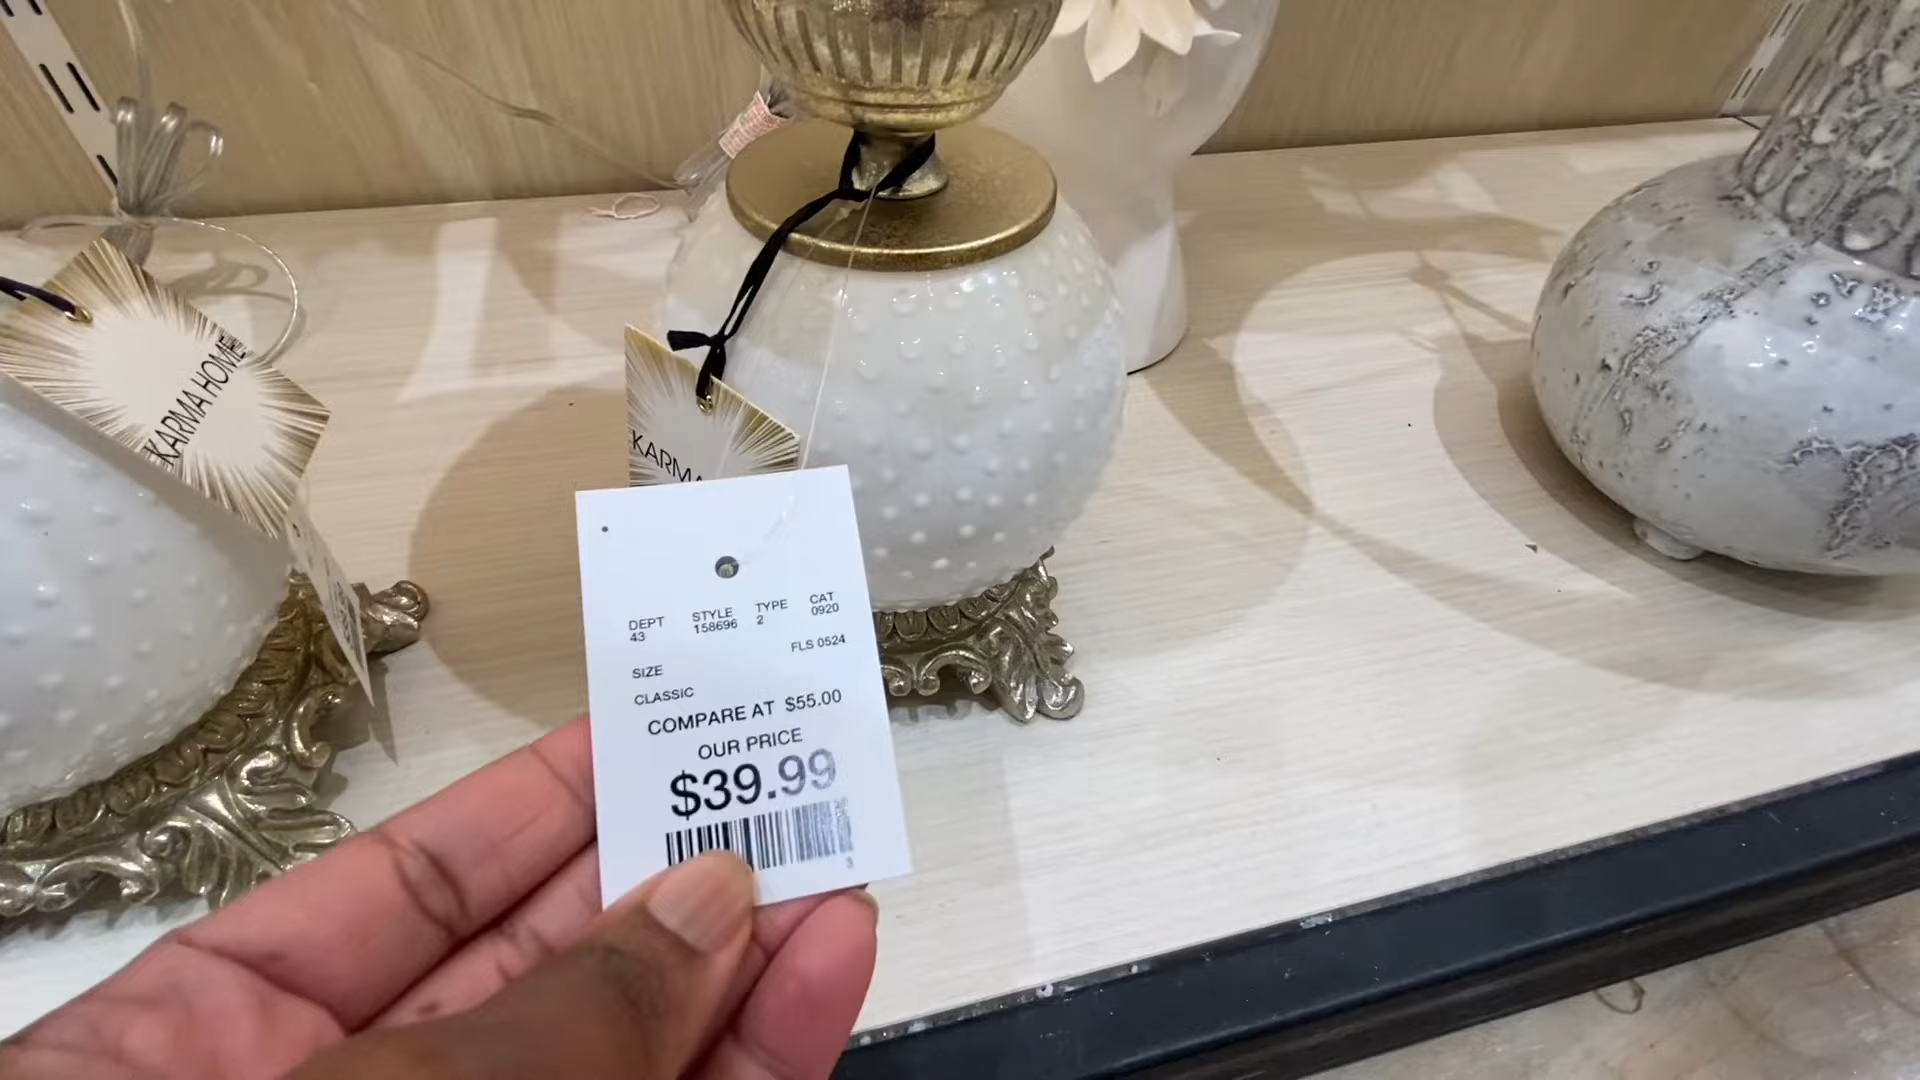 KARMA HOME
KARMA
DEPT STYLE TYPE CAT
43 158696 2 0920
FLS 0524
SIZE
CLASSIC
COMPARE AT $55.00
OUR PRICE
$39.99
3